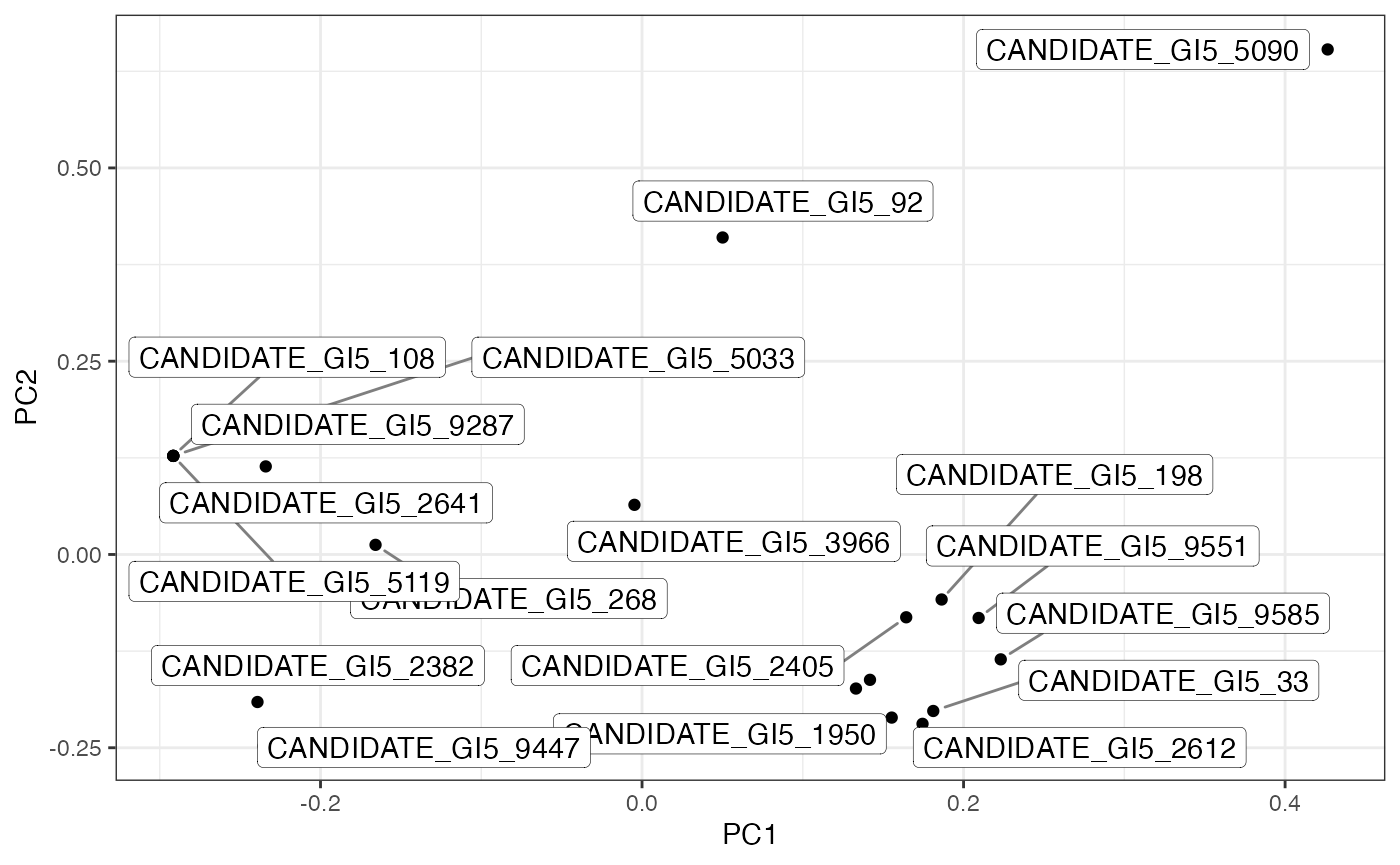 CANDIDATE_GI5_5090
0.50
CANDIDATE_GI5_92
CANDIDATE_GI5_108
CANDIDATE_GI5_5033
0.25
CANDIDATE_GI5_9287
CANDIDATE_GI5_198
CANDIDATE_GI5_2641
CANDIDATE_GI5_3966
CANDIDATE_GI5_9551
0.00
CANDIDATE_GI5_5119
CANDIDATE_GI5_268
CANDIDATE_GI5_9585
CANDIDATE_GI5_2382
CANDIDATE_GI5_2405
CANDIDATE_GI5_33
CANDIDATE_GI5_1950
CANDIDATE_GI5_9447
CANDIDATE_GI5_2612
-0.25
PC2
-0.2 0.0 0.2 0.4
PC1